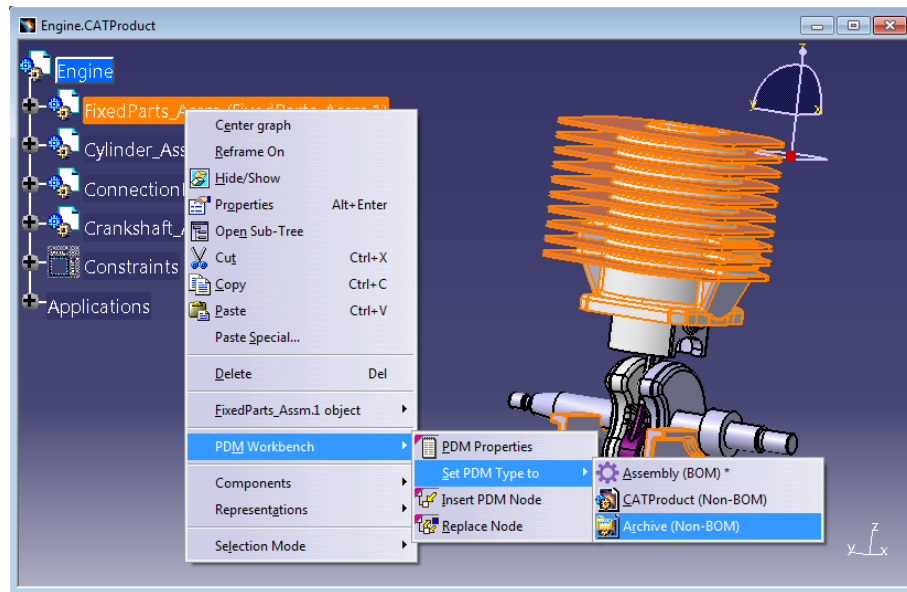 Engine.CATProduct
Engine
FixedParts_Assm (FixedParts_Assm.1)
Cylinder_Ass
Connection
Crankshaft_
Constraints
Applications
Center graph
Reframe On
Hide/Show
Properties Alt+Enter
Open Sub-Tree
Cut Ctrl+X
Copy Ctrl+C
Paste Ctrl+V
Paste Special...
Delete Del
FixedParts_Assm.1 object
PDM Workbench
Components
Representations
Selection Mode
PDM Properties
Set PDM Type to
Insert PDM Node
Replace Node
Assembly (BOM) *
CATProduct (Non-BOM)
Archive (Non-BOM)
z
y x
z
y x